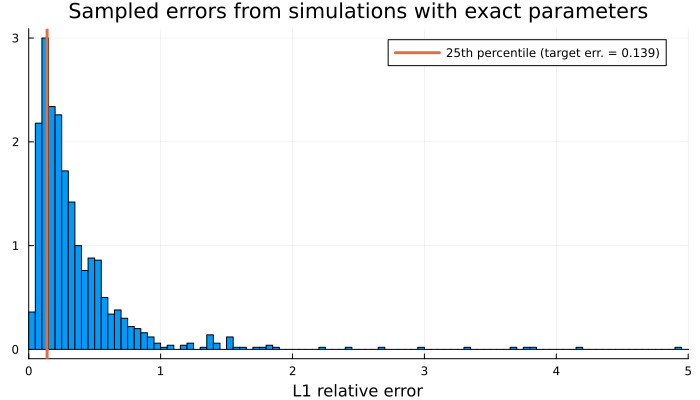 Sampled errors from simulations with exact parameters
25th percentile (target err. = 0.139)
3
2
1
0
0 1 2 3 4 5
L1 relative error